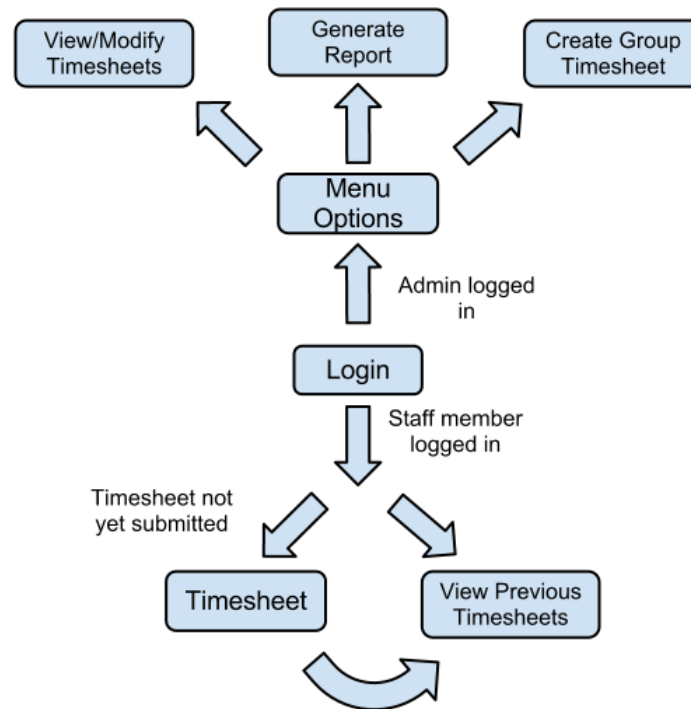 View/Modify
Timesheets
Generate
Report
Create Group
Timesheet
Menu
Options
Admin logged
in
Login
Staff member
logged in
Timesheet not
yet submitted
Timesheet
View Previous
Timesheets